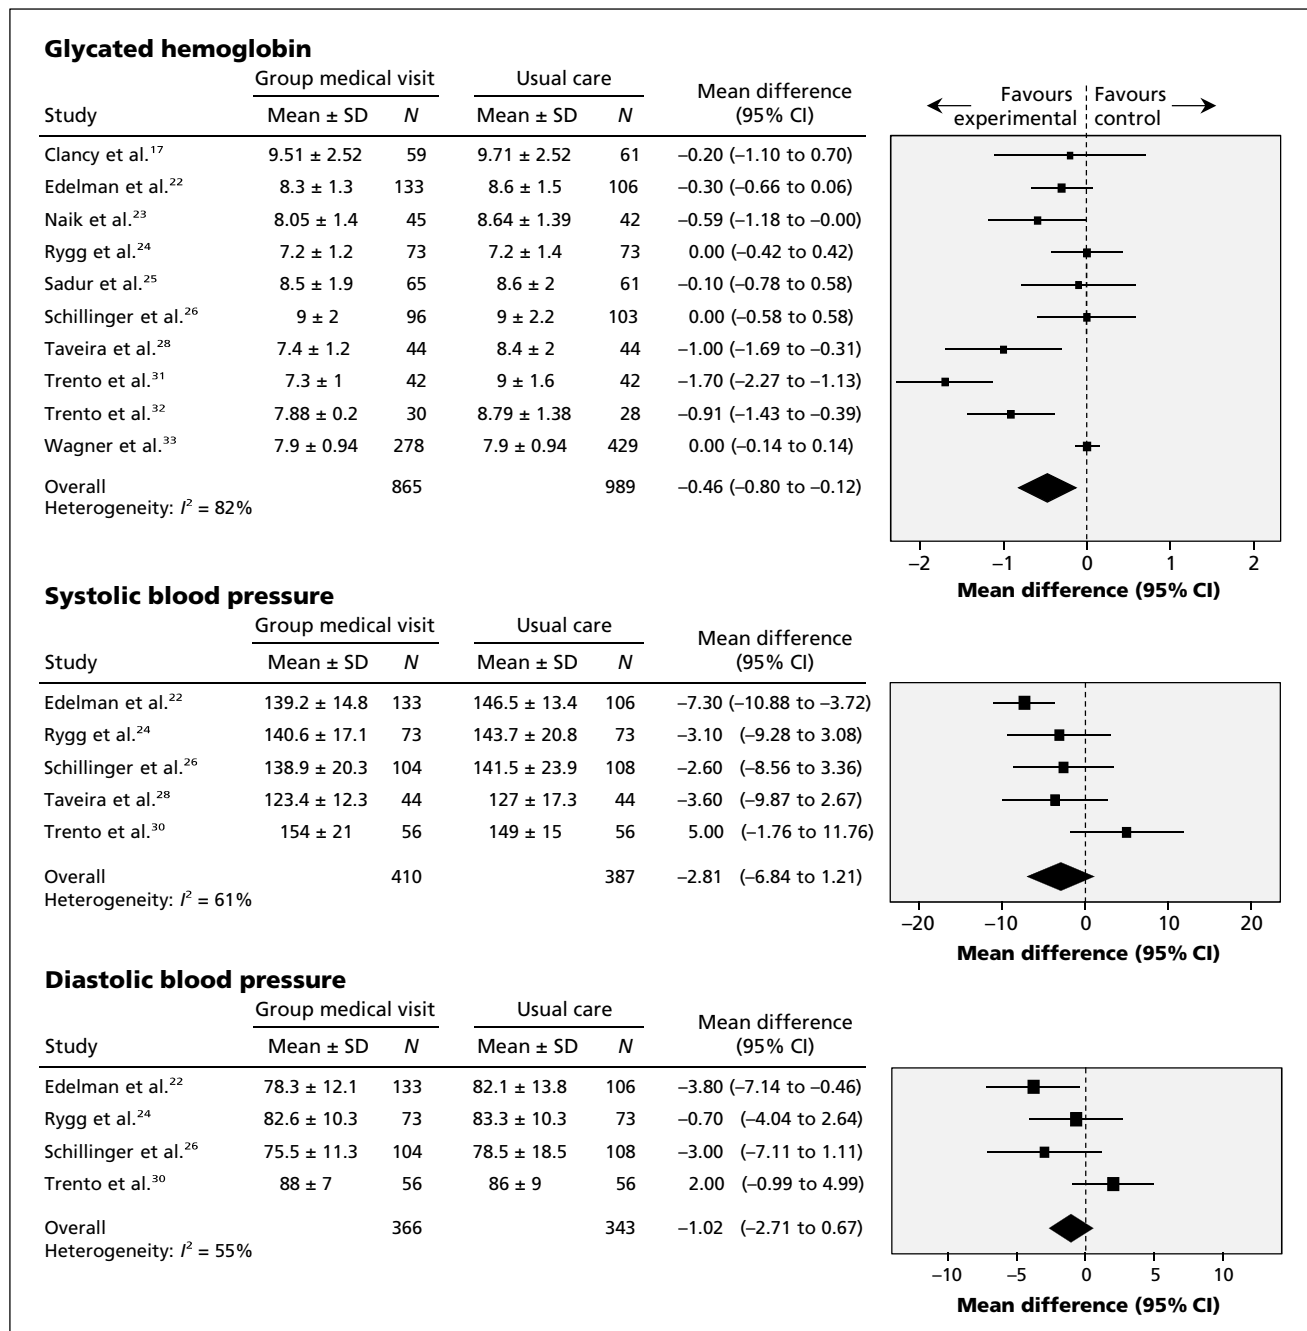 Glycated hemoglobin
Group medical visit Usual care Mean difference (95% CI)
Study Mean ± SD N Mean ± SD N
Favours experimental Favours control
Clancy et al.¹⁷ 9.51 ± 2.52 59 9.71 ± 2.52 61 –0.20 (–1.10 to 0.70)
Edelman et al.²² 8.3 ± 1.3 133 8.6 ± 1.5 106 –0.30 (–0.66 to 0.06)
Naik et al.²³ 8.05 ± 1.4 45 8.64 ± 1.39 42 –0.59 (–1.18 to –0.00)
Rygg et al.²⁴ 7.2 ± 1.2 73 7.2 ± 1.4 73 0.00 (–0.42 to 0.42)
Sadur et al.²⁵ 8.5 ± 1.9 65 8.6 ± 2 61 –0.10 (–0.78 to 0.58)
Schillinger et al.²⁶ 9 ± 2 96 9 ± 2.2 103 0.00 (–0.58 to 0.58)
Taveira et al.²⁸ 7.4 ± 1.2 44 8.4 ± 2 44 –1.00 (–1.69 to –0.31)
Trento et al.³¹ 7.3 ± 1 42 9 ± 1.6 42 –1.70 (–2.27 to –1.13)
Trento et al.³² 7.88 ± 0.2 30 8.79 ± 1.38 28 –0.91 (–1.43 to –0.39)
Wagner et al.³³ 7.9 ± 0.94 278 7.9 ± 0.94 429 0.00 (–0.14 to 0.14)
Overall 865 989 –0.46 (–0.80 to –0.12)
Heterogeneity: I² = 82%
–2 –1 0 1 2
Mean difference (95% CI)
Systolic blood pressure
Group medical visit Usual care Mean difference (95% CI)
Study Mean ± SD N Mean ± SD N
Edelman et al.²² 139.2 ± 14.8 133 146.5 ± 13.4 106 –7.30 (–10.88 to –3.72)
Rygg et al.²⁴ 140.6 ± 17.1 73 143.7 ± 20.8 73 –3.10 (–9.28 to 3.08)
Schillinger et al.²⁶ 138.9 ± 20.3 104 141.5 ± 23.9 108 –2.60 (–8.56 to 3.36)
Taveira et al.²⁸ 123.4 ± 12.3 44 127 ± 17.3 44 –3.60 (–9.87 to 2.67)
Trento et al.³⁰ 154 ± 21 56 149 ± 15 56 5.00 (–1.76 to 11.76)
Overall 410 387 –2.81 (–6.84 to 1.21)
Heterogeneity: I² = 61%
–20 –10 0 10 20
Mean difference (95% CI)
Diastolic blood pressure
Group medical visit Usual care Mean difference (95% CI)
Study Mean ± SD N Mean ± SD N
Edelman et al.²² 78.3 ± 12.1 133 82.1 ± 13.8 106 –3.80 (–7.14 to –0.46)
Rygg et al.²⁴ 82.6 ± 10.3 73 83.3 ± 10.3 73 –0.70 (–4.04 to 2.64)
Schillinger et al.²⁶ 75.5 ± 11.3 104 78.5 ± 18.5 108 –3.00 (–7.11 to 1.11)
Trento et al.³⁰ 88 ± 7 56 86 ± 9 56 2.00 (–0.99 to 4.99)
Overall 366 343 –1.02 (–2.71 to 0.67)
Heterogeneity: I² = 55%
–10 –5 0 5 10
Mean difference (95% CI)